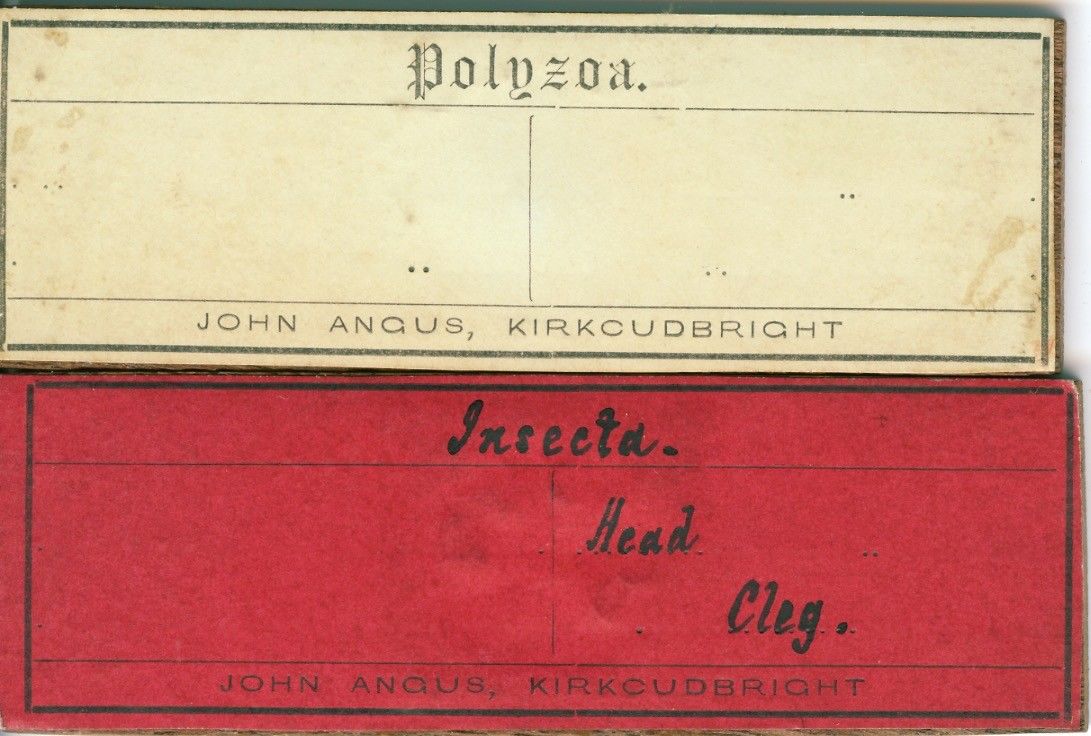 Polyzoa.
JOHN ANGUS, KIRKCUDBRIGHT
Insecta.
Head
Cleg.
JOHN ANGUS, KIRKCUDBRIGHT